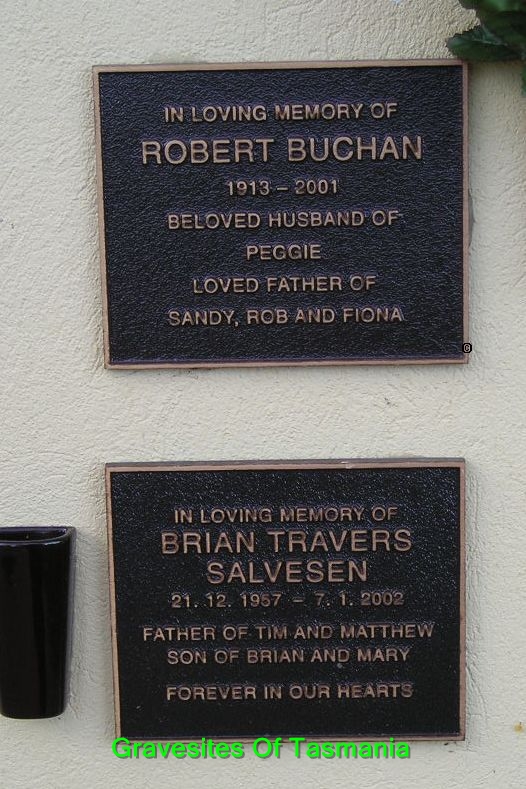 IN LOVING MEMORY OF
ROBERT BUCHAN
1913 – 2001
BELOVED HUSBAND OF
PEGGIE
LOVED FATHER OF
SANDY, ROB AND FIONA
©
IN LOVING MEMORY OF
BRIAN TRAVERS
SALVESEN
21. 12. 1957 – 7. 1. 2002
FATHER OF TIM AND MATTHEW
SON OF BRIAN AND MARY
FOREVER IN OUR HEARTS
Gravesites Of Tasmania